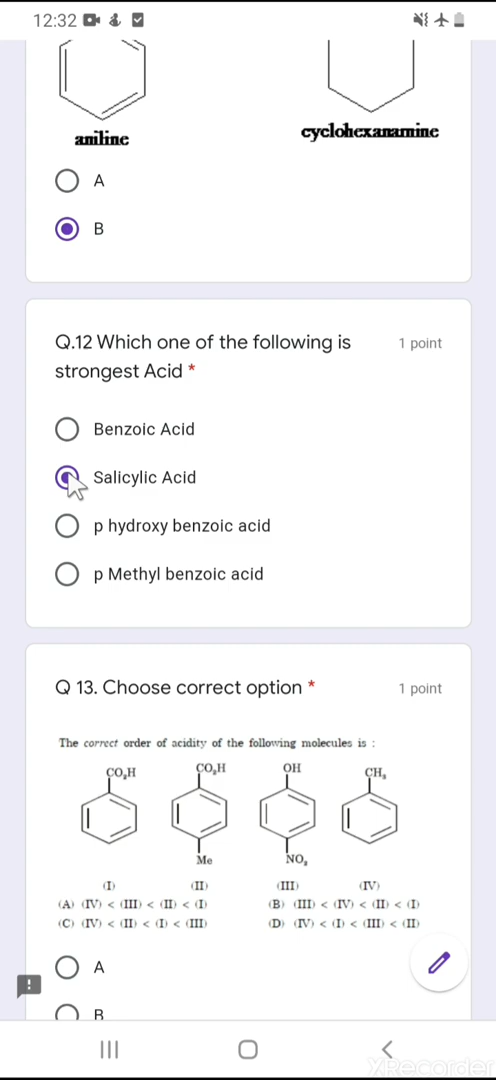 12:32
aniline
cyclohexanamine
A
B
Q.12 Which one of the following is
strongest Acid *
1 point
Benzoic Acid
Salicylic Acid
p hydroxy benzoic acid
p Methyl benzoic acid
Q 13. Choose correct option *
1 point
The correct order of acidity of the following molecules is :
CO₂H CO₂H OH CH₃
Me NO₂
(I) (II) (III) (IV)
(A) (IV) < (III) < (II) < (I) (B) (III) < (IV) < (II) < (I)
(C) (IV) < (II) < (I) < (III) (D) (IV) < (I) < (III) < (II)
A
B
XRecorder